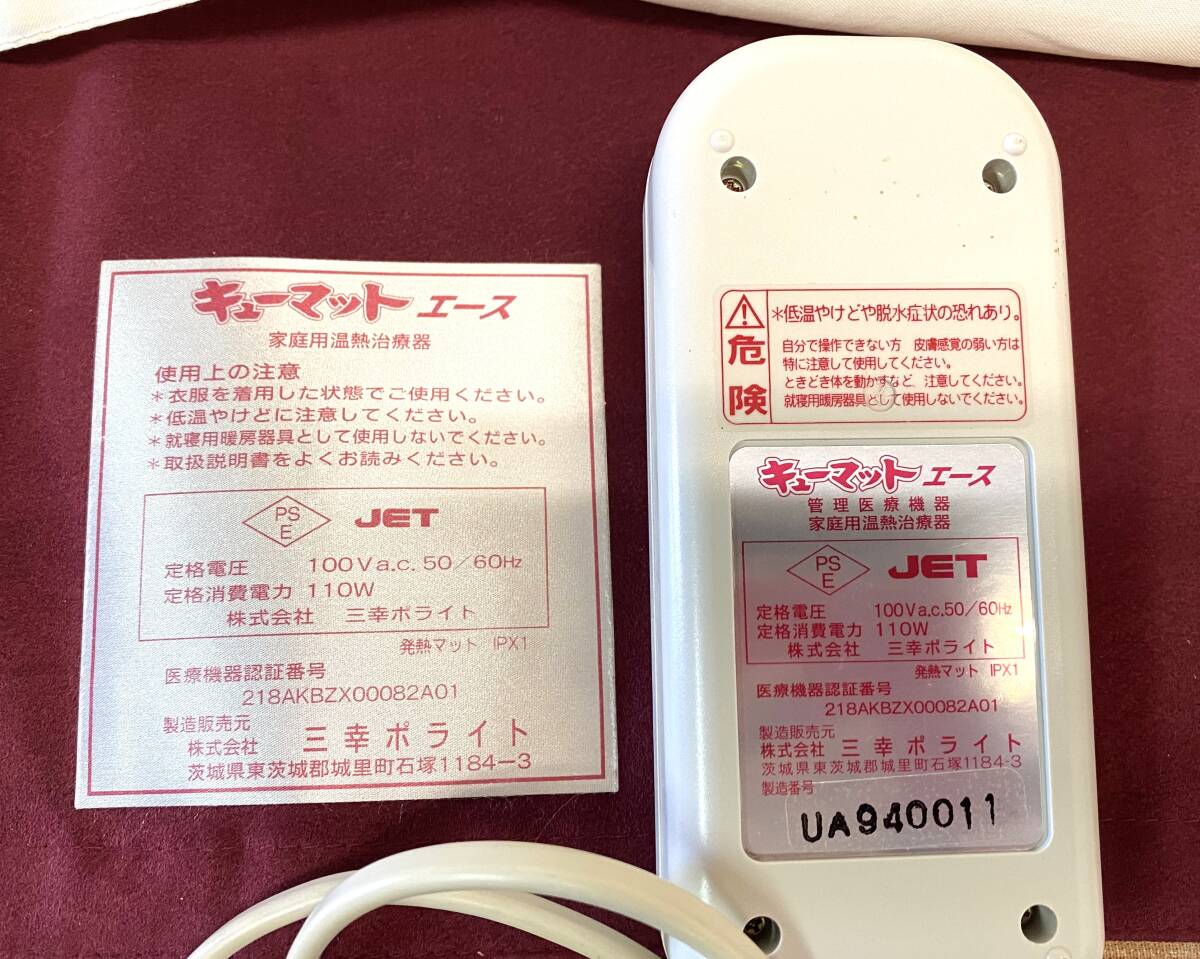 キューマット エース
家庭用温熱治療器
使用上の注意
＊衣服を着用した状態でご使用ください。
＊低温やけどに注意してください。
＊就寝用暖房器具として使用しないでください。
＊取扱説明書をよくお読みください。
PS
E
JET
定格電圧 100Va.c.50／60Hz
定格消費電力 110W
株式会社 三幸ポライト
発熱マット IPX1
医療機器認証番号
218AKBZX00082A01
製造販売元
株式会社 三幸ポライト
茨城県東茨城郡城里町石塚1184－3
危険
＊低温やけどや脱水症状の恐れあり。
自分で操作できない方 皮膚感覚の弱い方は
特に注意して使用してください。
ときどき体を動かすなど、注意してください。
就寝用暖房器具として使用しないでください。
キューマット エース
管理医療機器
家庭用温熱治療器
PS
E
JET
定格電圧 100Va.c.50／60Hz
定格消費電力 110W
株式会社 三幸ポライト
発熱マット IPX1
医療機器認証番号
218AKBZX00082A01
製造販売元
株式会社 三幸ポライト
茨城県東茨城郡城里町石塚1184-3
製造番号
UA940011